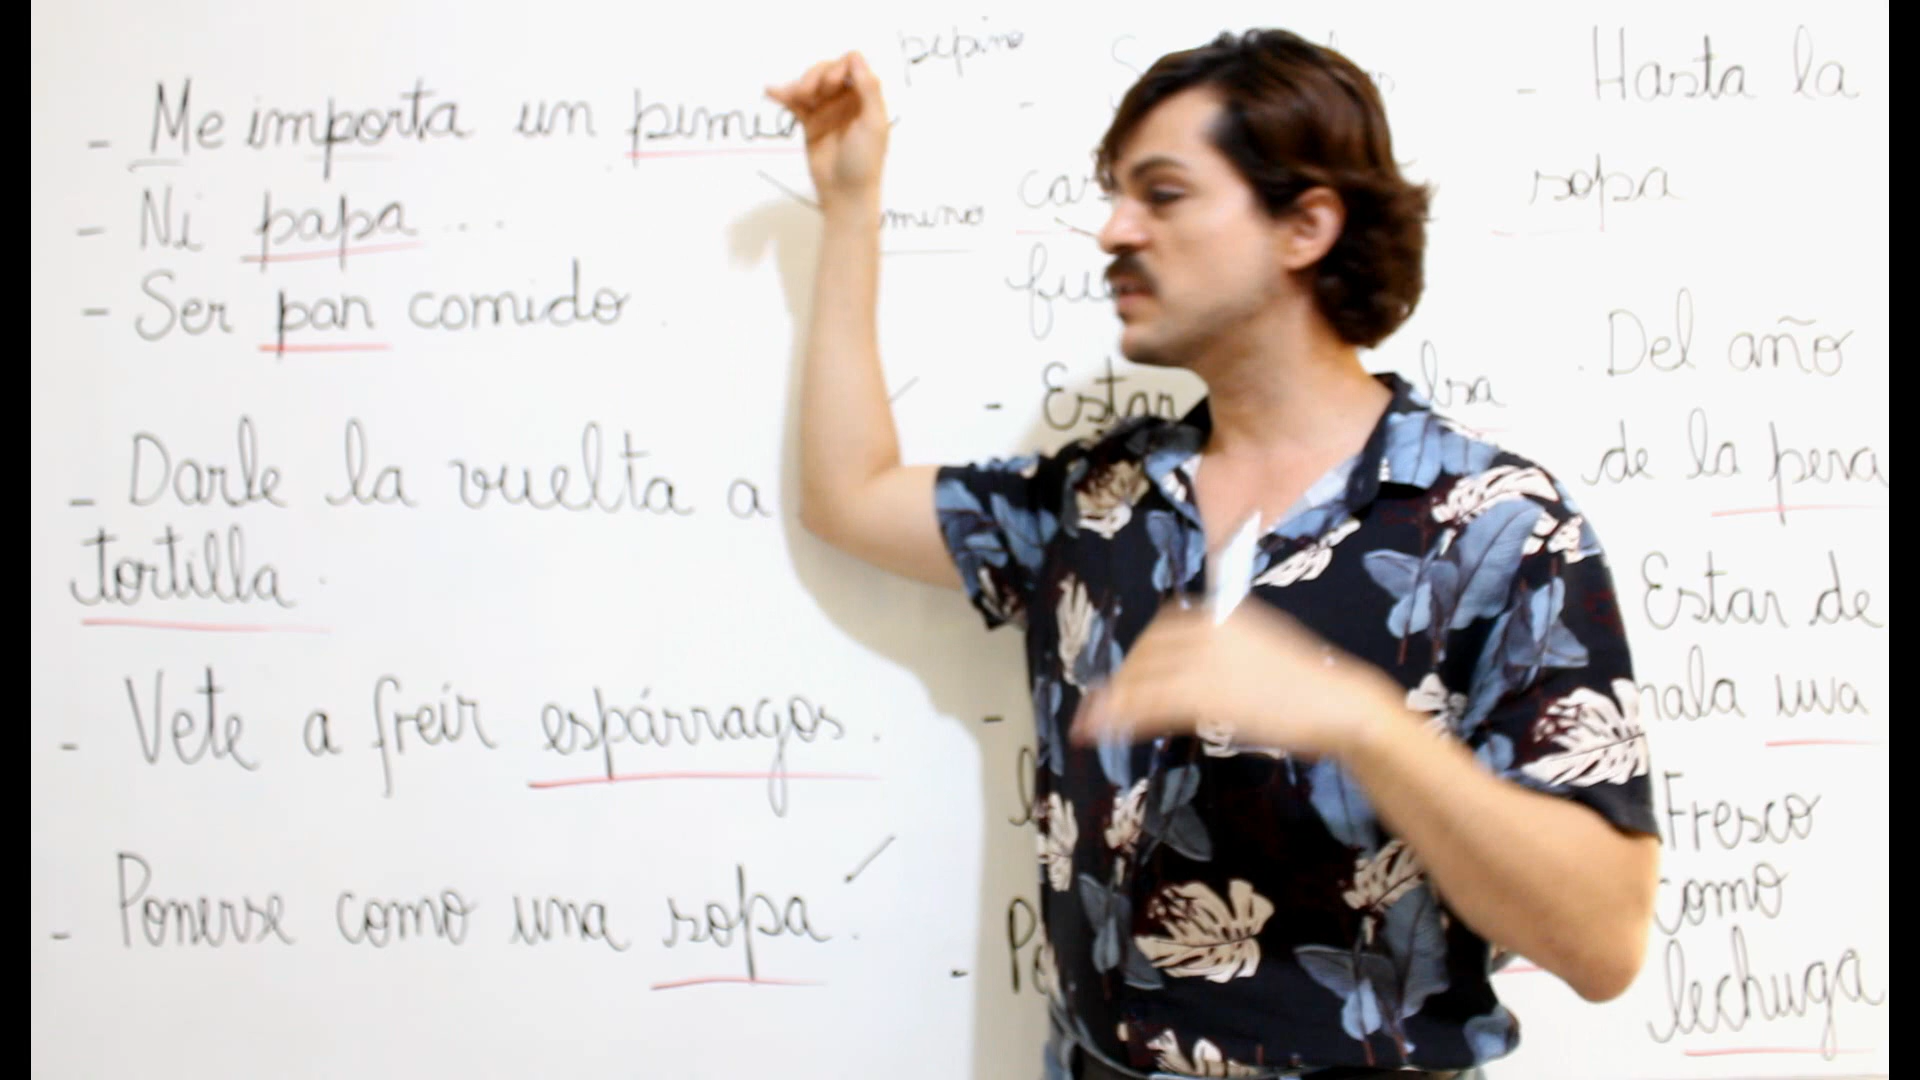 - Me importa un
pepino
- Ni papa ...
- Ser pan comido
- Darle la vuelta a
tortilla.
- Vete a freír espárragos.
- Ponerse como una sopa.
- Estar
- Hasta la
sopa
Del año
de la pera
Estar de
mala uva
Fresco
como
lechuga